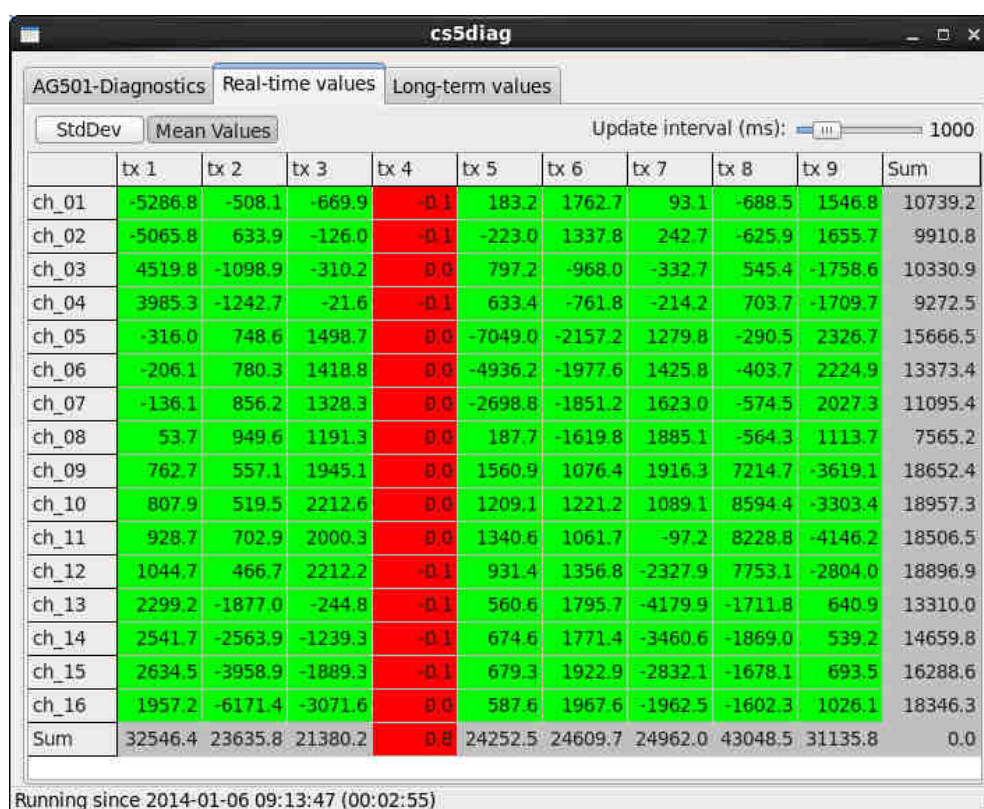 cs5diag
AG501-Diagnostics Real-time values Long-term values
StdDev Mean Values Update interval (ms): 1000
tx 1 tx 2 tx 3 tx 4 tx 5 tx 6 tx 7 tx 8 tx 9 Sum
ch_01 -5286.8 -508.1 -669.9 -0.1 183.2 1762.7 93.1 -688.5 1546.8 10739.2
ch_02 -5065.8 633.9 -126.0 -0.1 -223.0 1337.8 242.7 -625.9 1655.7 9910.8
ch_03 4519.8 -1098.9 -310.2 0.0 797.2 -968.0 -332.7 545.4 -1758.6 10330.9
ch_04 3985.3 -1242.7 -21.6 -0.1 633.4 -761.8 -214.2 703.7 -1709.7 9272.5
ch_05 -316.0 748.6 1498.7 0.0 -7049.0 -2157.2 1279.8 -290.5 2326.7 15666.5
ch_06 -206.1 780.3 1418.8 0.0 -4936.2 -1977.6 1425.8 -403.7 2224.9 13373.4
ch_07 -136.1 856.2 1328.3 0.0 -2698.8 -1851.2 1623.0 -574.5 2027.3 11095.4
ch_08 53.7 949.6 1191.3 0.0 187.7 -1619.8 1885.1 -564.3 1113.7 7565.2
ch_09 762.7 557.1 1945.1 0.0 1560.9 1076.4 1916.3 7214.7 -3619.1 18652.4
ch_10 807.9 519.5 2212.6 0.0 1209.1 1221.2 1089.1 8594.4 -3303.4 18957.3
ch_11 928.7 702.9 2000.3 0.0 1340.6 1061.7 -97.2 8228.8 -4146.2 18506.5
ch_12 1044.7 466.7 2212.2 -0.1 931.4 1356.8 -2327.9 7753.1 -2804.0 18896.9
ch_13 2299.2 -1877.0 -244.8 -0.1 560.6 1795.7 -4179.9 -1711.8 640.9 13310.0
ch_14 2541.7 -2563.9 -1239.3 -0.1 674.6 1771.4 -3460.6 -1869.0 539.2 14659.8
ch_15 2634.5 -3958.9 -1889.3 -0.1 679.3 1922.9 -2832.1 -1678.1 693.5 16288.6
ch_16 1957.2 -6171.4 -3071.6 0.0 587.6 1967.6 -1962.5 -1602.3 1026.1 18346.3
Sum 32546.4 23635.8 21380.2 0.8 24252.5 24609.7 24962.0 43048.5 31135.8 0.0
Running since 2014-01-06 09:13:47 (00:02:55)